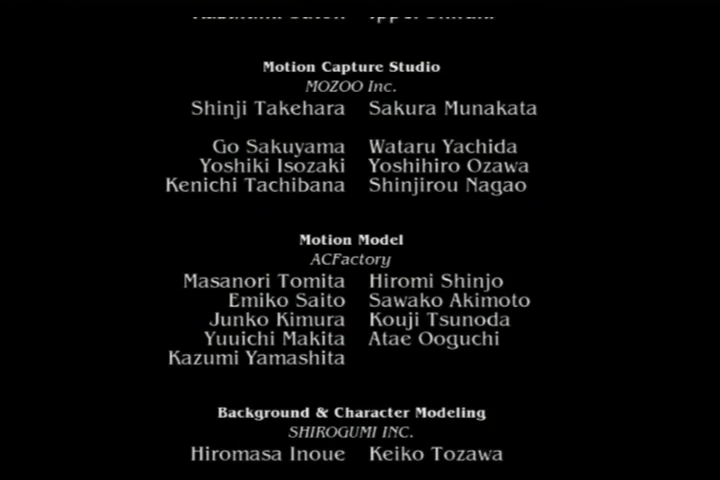 Motion Capture Studio
MOZOO Inc.
Shinji Takehara Sakura Munakata
Go Sakuyama Wataru Yachida
Yoshiki Isozaki Yoshihiro Ozawa
Kenichi Tachibana Shinjirou Nagao
Motion Model
ACFactory
Masanori Tomita Hiromi Shinjo
Emiko Saito Sawako Akimoto
Junko Kimura Kouji Tsunoda
Yuuichi Makita Atae Ooguchi
Kazumi Yamashita
Background & Character Modeling
SHIROGUMI INC.
Hiromasa Inoue Keiko Tozawa